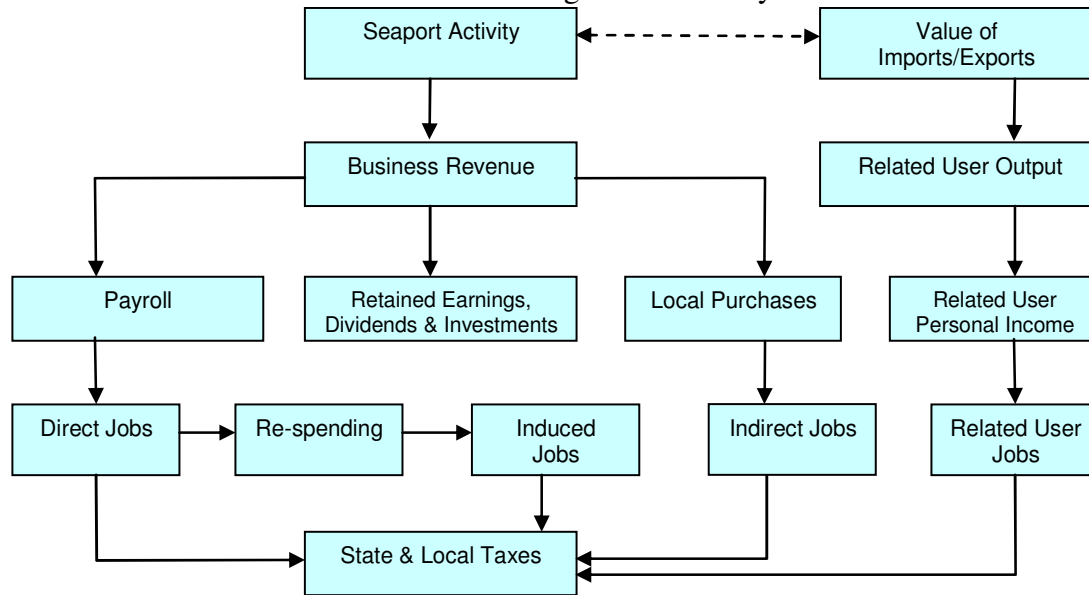 Seaport Activity
Value of
Imports/Exports
Business Revenue
Related User Output
Payroll
Retained Earnings,
Dividends & Investments
Local Purchases
Related User
Personal Income
Direct Jobs
Re-spending
Induced
Jobs
Indirect Jobs
Related User
Jobs
State & Local Taxes